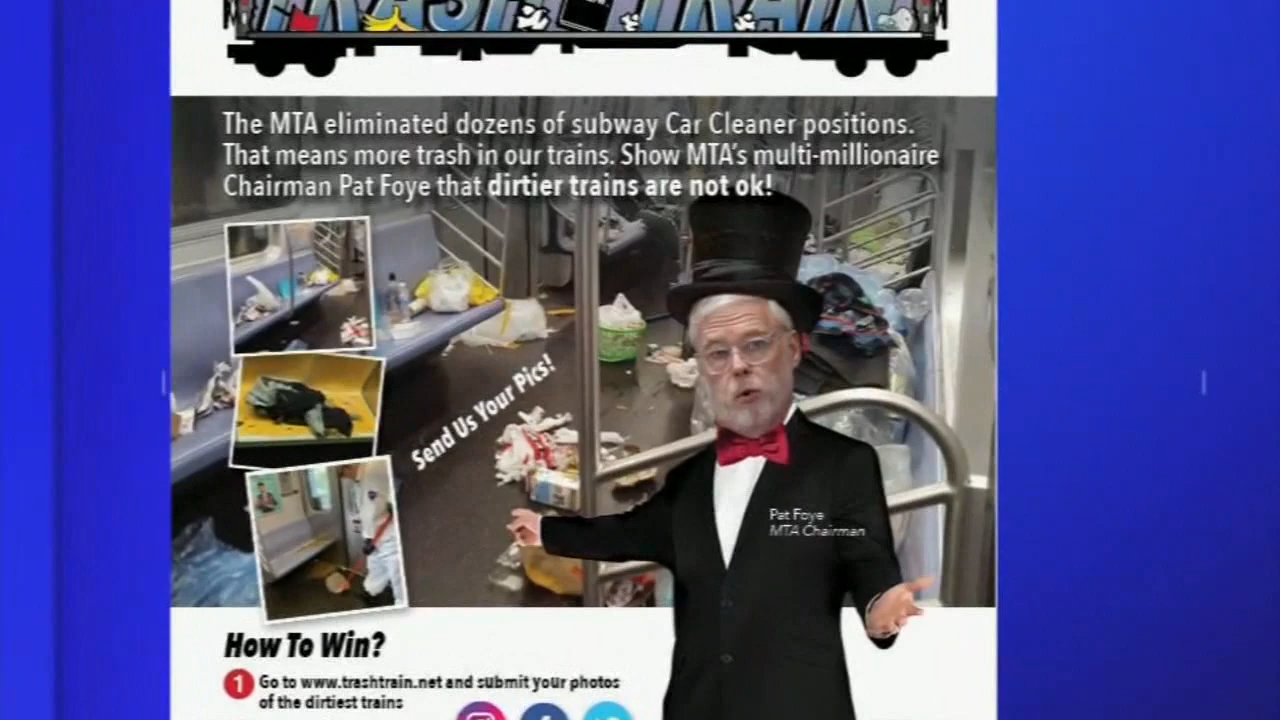 TRASH TRAIN
The MTA eliminated dozens of subway Car Cleaner positions.
That means more trash in our trains. Show MTA's multi-millionaire
Chairman Pat Foye that dirtier trains are not ok!
Send Us Your Pics!
Pat Foye
MTA Chairman
How To Win?
1 Go to www.trashtrain.net and submit your photos
of the dirtiest trains